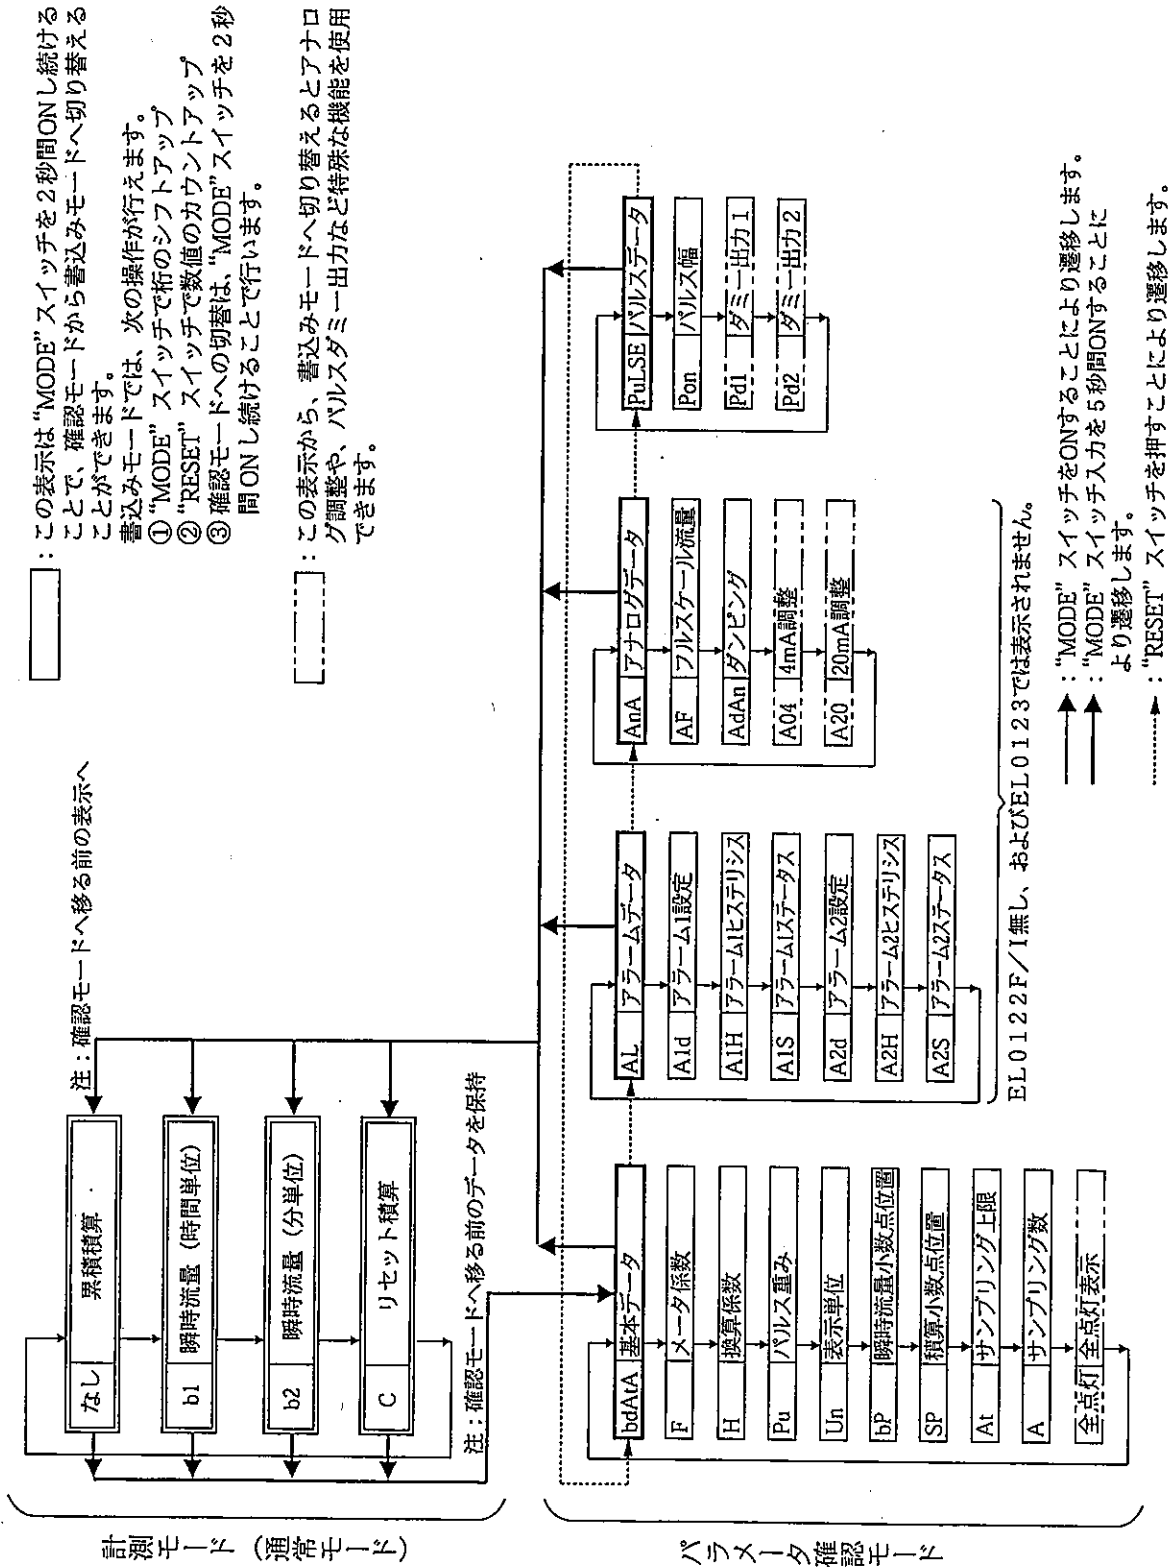 計測モード（通常モード）
なし 累積積算
b1 瞬時流量（時間単位）
b2 瞬時流量（分単位）
C リセット積算
注：確認モードへ移る前の表示へ
注：確認モードへ移る前のデータを保持
：この表示は“MODE”スイッチを2秒間ONし続ける
ことで、確認モードから書込みモードへ切り替える
ことができます。
書込みモードでは、次の操作が行えます。
①“MODE”スイッチで桁のシフトアップ
②“RESET”スイッチで数値のカウントアップ
③確認モードへの切替は、“MODE”スイッチを2秒
間ONし続けることで行います。
：この表示から、書込みモードへ切り替えるとアナロ
グ調整や、パルスダミー出力など特殊な機能を使用
できます。
パラメータ確認モード
bdAtA 基本データ
F メータ係数
H 換算係数
Pu パルス重み
Un 表示単位
bP 瞬時流量小数点位置
SP 積算小数点位置
At サンプリング上限
A サンプリング数
全点灯 全点灯表示
AL アラームデータ
A1d アラーム1設定
A1H アラーム1ヒステリシス
A1S アラーム1ステータス
A2d アラーム2設定
A2H アラーム2ヒステリシス
A2S アラーム2ステータス
AnA アナログデータ
AF フルスケール流量
AdAn ダンピング
A04 4mA調整
A20 20mA調整
PuLSE パルスデータ
Pon パルス幅
Pd1 ダミー出力1
Pd2 ダミー出力2
EL0122F/I無し、およびEL0123では表示されません。
：“MODE”スイッチをONすることにより遷移します。
：“MODE”スイッチ入力を5秒間ONすることに
より遷移します。
：“RESET”スイッチを押すことにより遷移します。